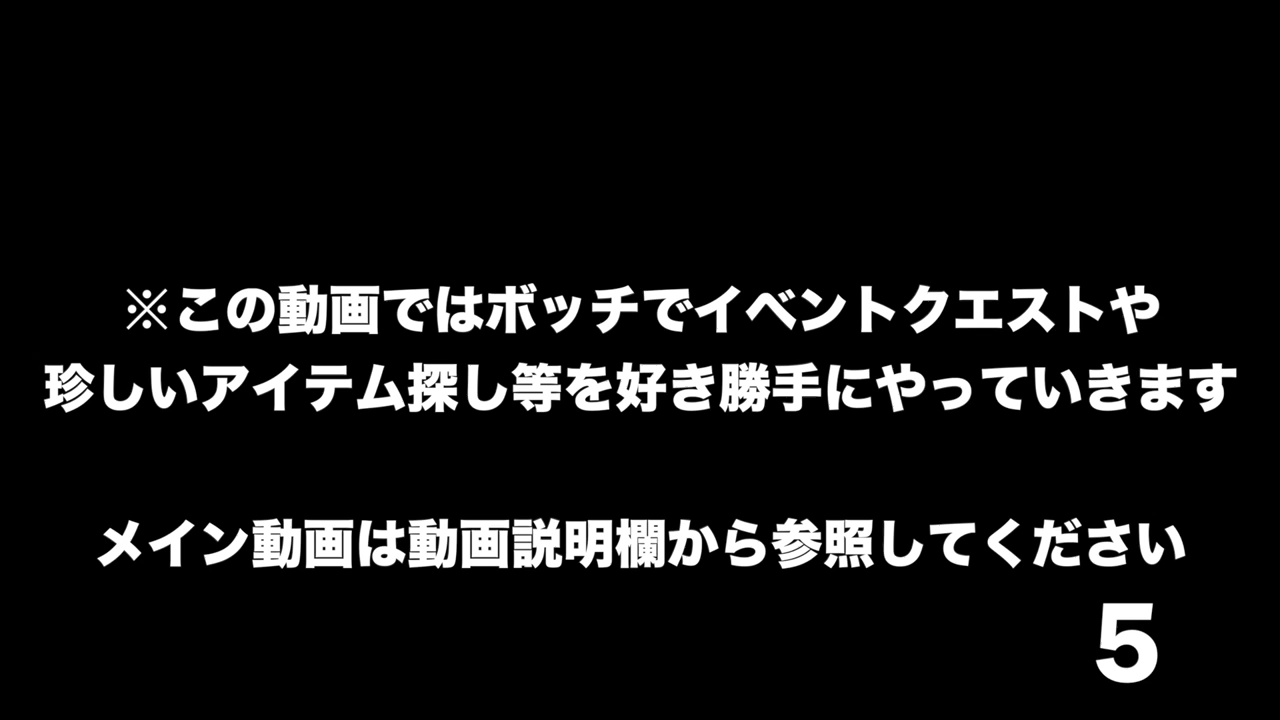 ※この動画ではボッチでイベントクエストや
珍しいアイテム探し等を好き勝手にやっていきます
メイン動画は動画説明欄から参照してください
5